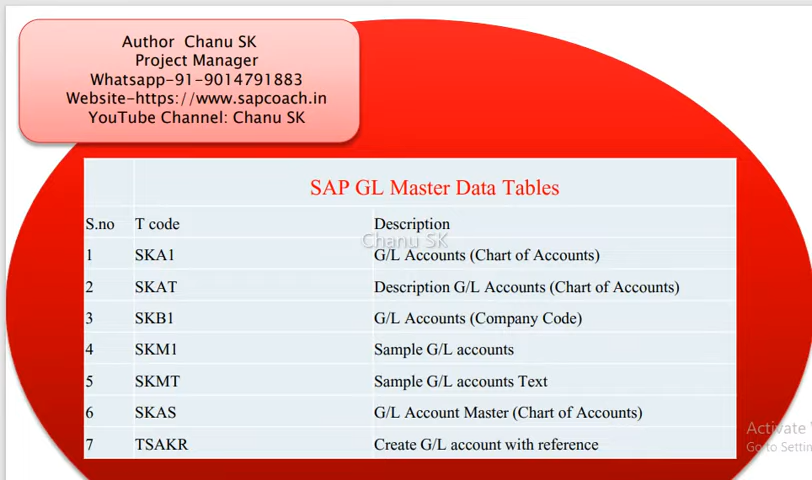 Author  Chanu SK
Project Manager
Whatsapp-91-9014791883
Website-https://www.sapcoach.in
YouTube Channel: Chanu SK
SAP GL Master Data Tables
S.no T code Description
Chanu SK
1 SKA1 G/L Accounts (Chart of Accounts)
2 SKAT Description G/L Accounts (Chart of Accounts)
3 SKB1 G/L Accounts (Company Code)
4 SKM1 Sample G/L accounts
5 SKMT Sample G/L accounts Text
6 SKAS G/L Account Master (Chart of Accounts)
7 TSAKR Create G/L account with reference
Activate
Go to